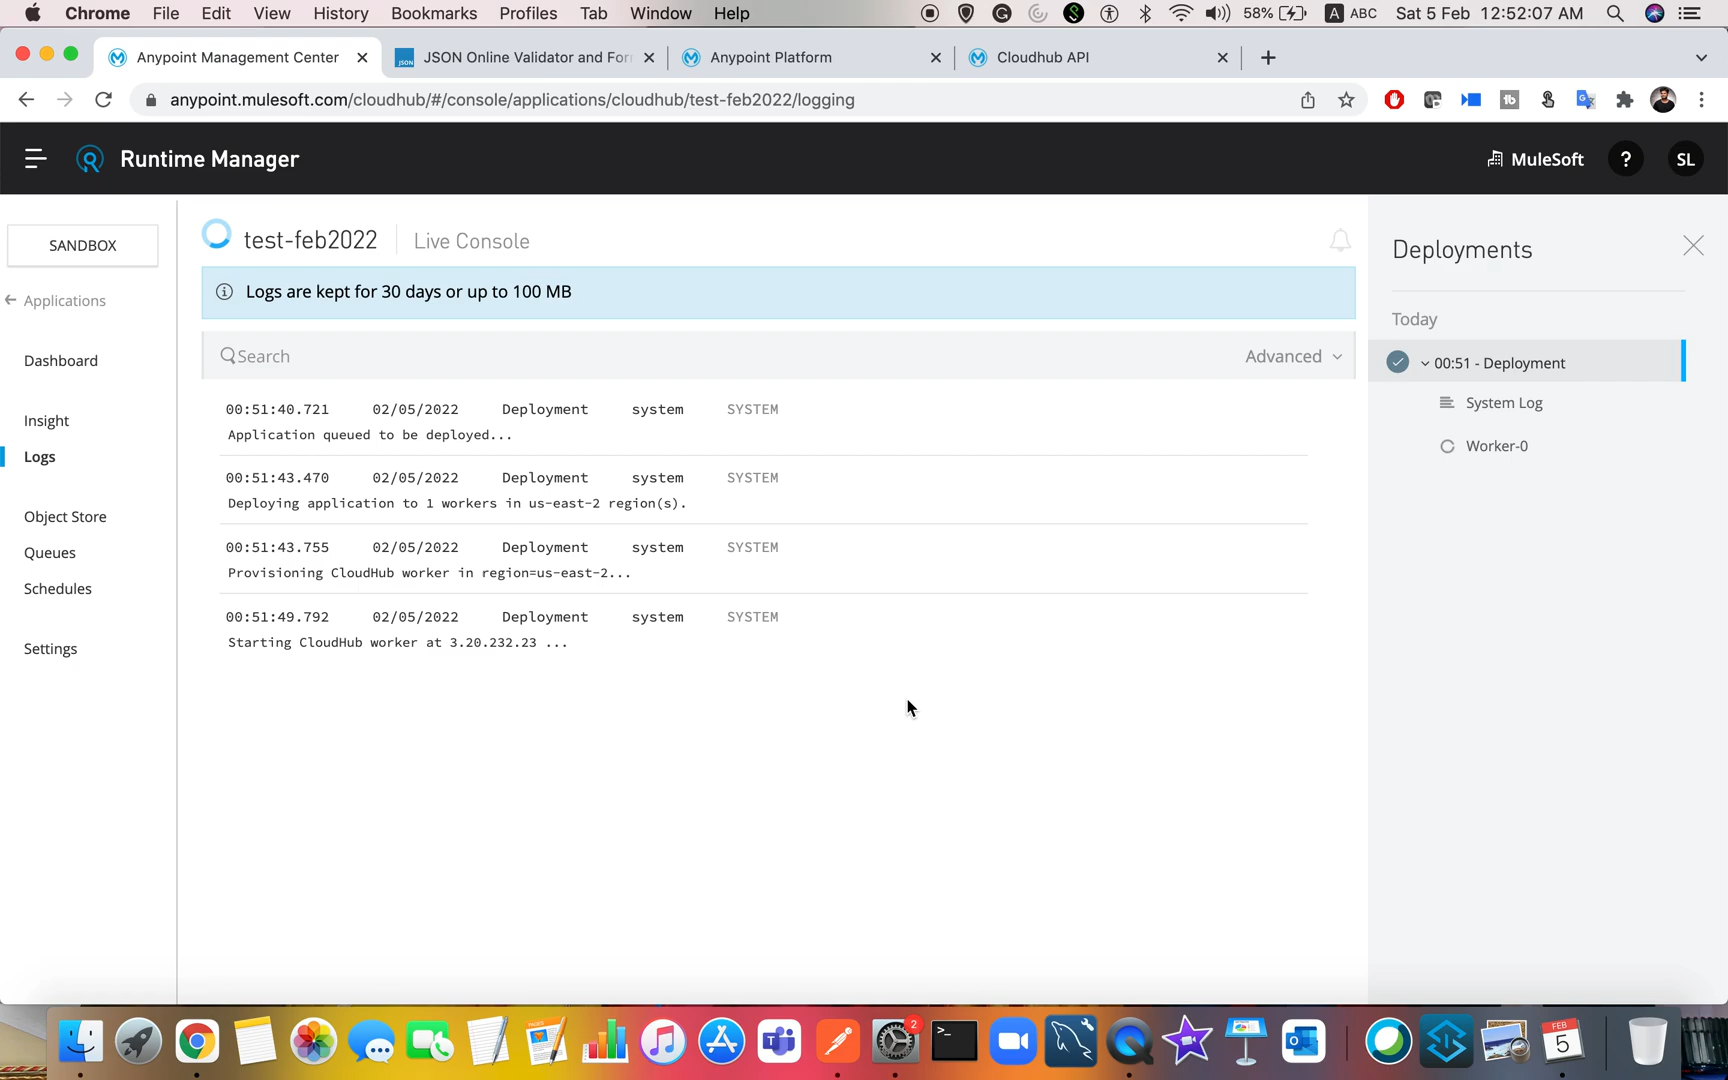 Chrome File Edit View History Bookmarks Profiles Tab Window Help 58% A ABC Sat 5 Feb 12:52:07 AM
Anypoint Management Center JSON Online Validator and For Anypoint Platform Cloudhub API
anypoint.mulesoft.com/cloudhub/#/console/applications/cloudhub/test-feb2022/logging
Runtime Manager MuleSoft ? SL
SANDBOX
Applications
Dashboard
Insight
Logs
Object Store
Queues
Schedules
Settings
test-feb2022 Live Console
Logs are kept for 30 days or up to 100 MB
Search Advanced
00:51:40.721 02/05/2022 Deployment system SYSTEM
Application queued to be deployed...
00:51:43.470 02/05/2022 Deployment system SYSTEM
Deploying application to 1 workers in us-east-2 region(s).
00:51:43.755 02/05/2022 Deployment system SYSTEM
Provisioning CloudHub worker in region=us-east-2...
00:51:49.792 02/05/2022 Deployment system SYSTEM
Starting CloudHub worker at 3.20.232.23 ...
Deployments
Today
00:51 - Deployment
System Log
Worker-0
2
FEB
5